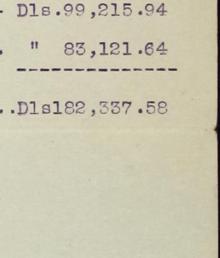 - Dls.99,215.94
. " 83,121.64
-----------------
..Dls182,337.58